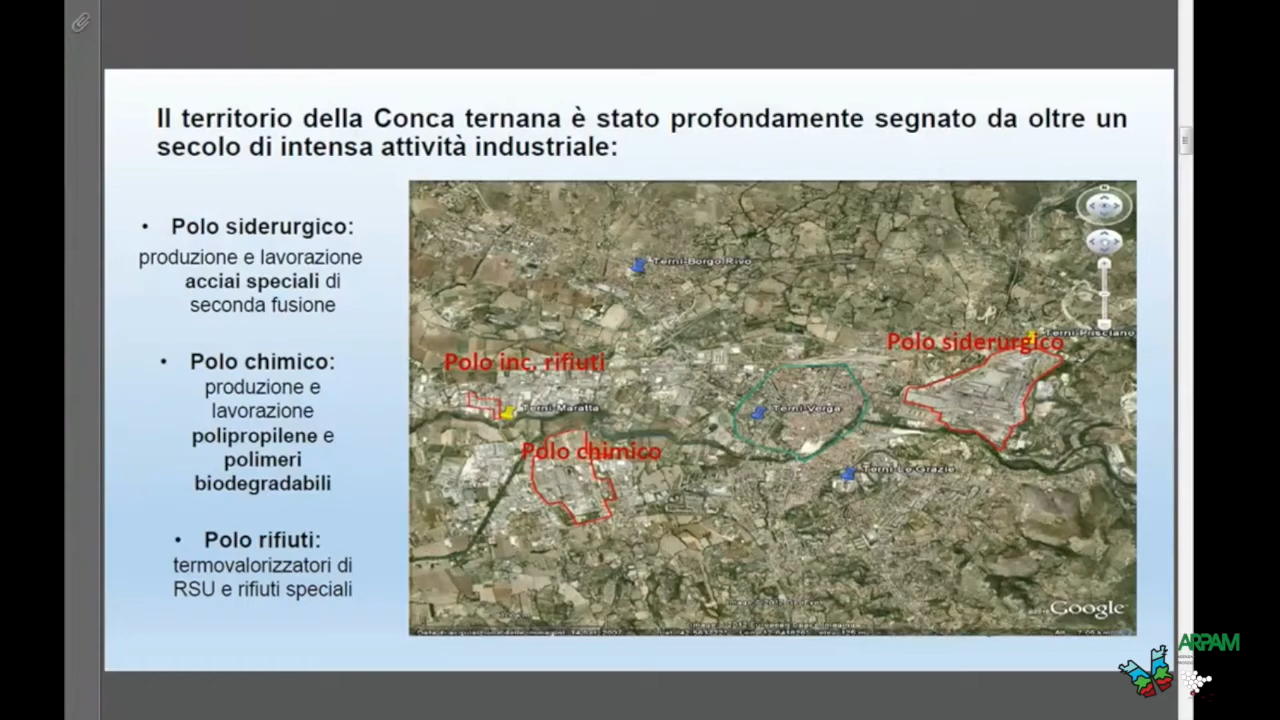 Il territorio della Conca ternana è stato profondamente segnato da oltre un
secolo di intensa attività industriale:
• Polo siderurgico:
produzione e lavorazione
acciai speciali di
seconda fusione
• Polo chimico:
produzione e
lavorazione
polipropilene e
polimeri
biodegradabili
• Polo rifiuti:
termovalorizzatori di
RSU e rifiuti speciali
Terni-Borgo Rivo
Terni-Prisciano
Polo siderurgico
Polo inc. rifiuti
Terni-Maratta
Terni-Verga
Polo chimico
Terni-Le Grazie
Google
ARPAM